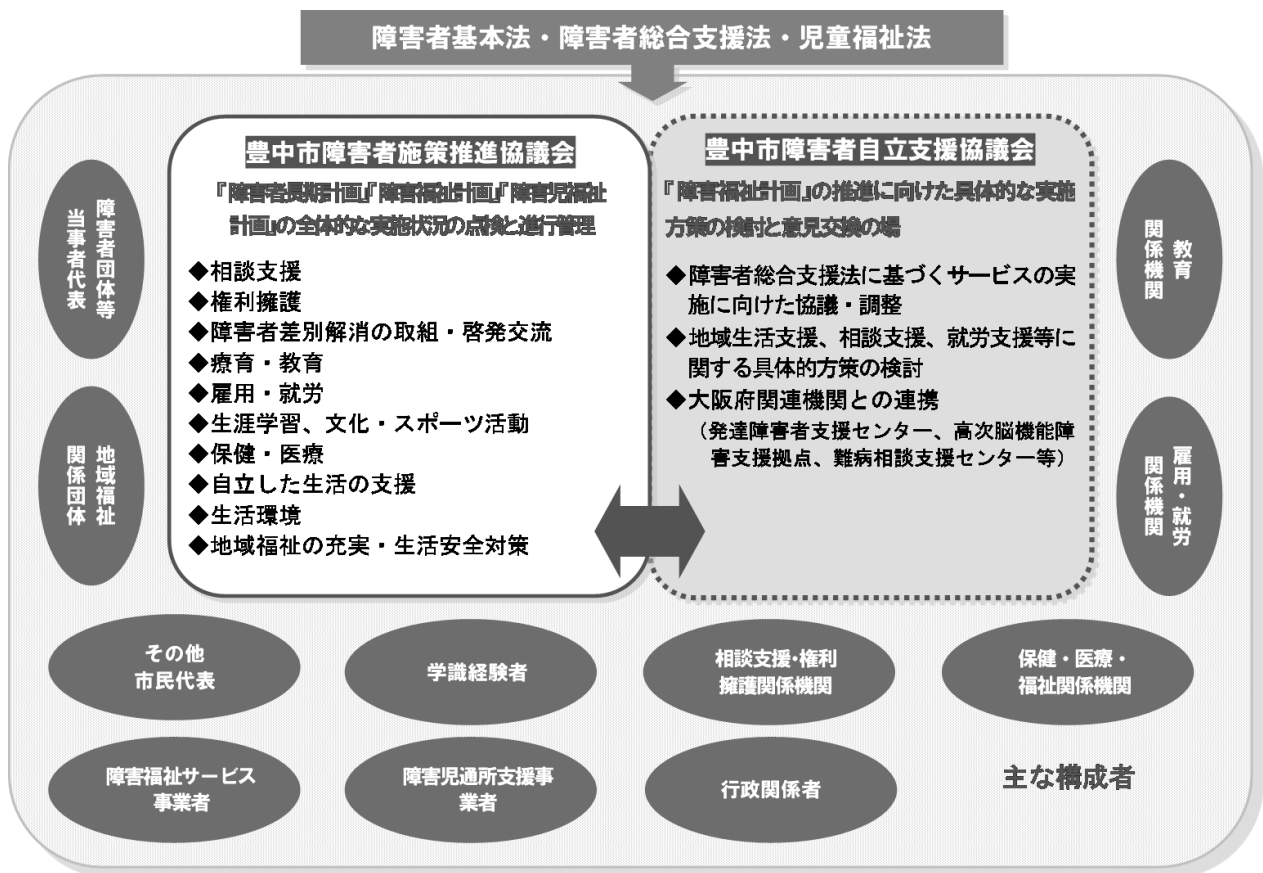 障害者基本法・障害者総合支援法・児童福祉法
豊中市障害者施策推進協議会
『障害者長期計画』『障害福祉計画』『障害児福祉
計画』の全体的な実施状況の点検と進行管理
◆相談支援
◆権利擁護
◆障害者差別解消の取組・啓発交流
◆療育・教育
◆雇用・就労
◆生涯学習、文化・スポーツ活動
◆保健・医療
◆自立した生活の支援
◆生活環境
◆地域福祉の充実・生活安全対策
豊中市障害者自立支援協議会
『障害福祉計画』の推進に向けた具体的な実施
方策の検討と意見交換の場
◆障害者総合支援法に基づくサービスの実
施に向けた協議・調整
◆地域生活支援、相談支援、就労支援等に
関する具体的方策の検討
◆大阪府関連機関との連携
（発達障害者支援センター、高次脳機能障
害支援拠点、難病相談支援センター等）
障害者団体等
当事者代表
地域福祉
関係団体
教育
関係機関
雇用・就労
関係機関
その他
市民代表
学識経験者
相談支援・権利
擁護関係機関
保健・医療・
福祉関係機関
障害福祉サービス
事業者
障害児通所支援事
業者
行政関係者
主な構成者